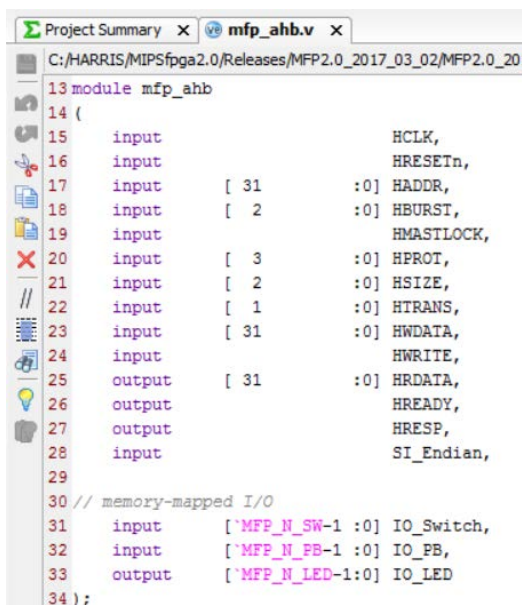 Project Summary x mfp_ahb.v x
C:/HARRIS/MIPSfpga2.0/Releases/MFP2.0_2017_03_02/MFP2.0_20
13 module mfp_ahb
14 (
15 input HCLK,
16 input HRESETn,
17 input [ 31 :0] HADDR,
18 input [ 2 :0] HBURST,
19 input HMASTLOCK,
20 input [ 3 :0] HPROT,
21 input [ 2 :0] HSIZE,
22 input [ 1 :0] HTRANS,
23 input [ 31 :0] HWDATA,
24 input HWRITE,
25 output [ 31 :0] HRDATA,
26 output HREADY,
27 output HRESP,
28 input SI_Endian,
29
30 // memory-mapped I/O
31 input [`MFP_N_SW-1 :0] IO_Switch,
32 input [`MFP_N_PB-1 :0] IO_PB,
33 output [`MFP_N_LED-1:0] IO_LED
34 );